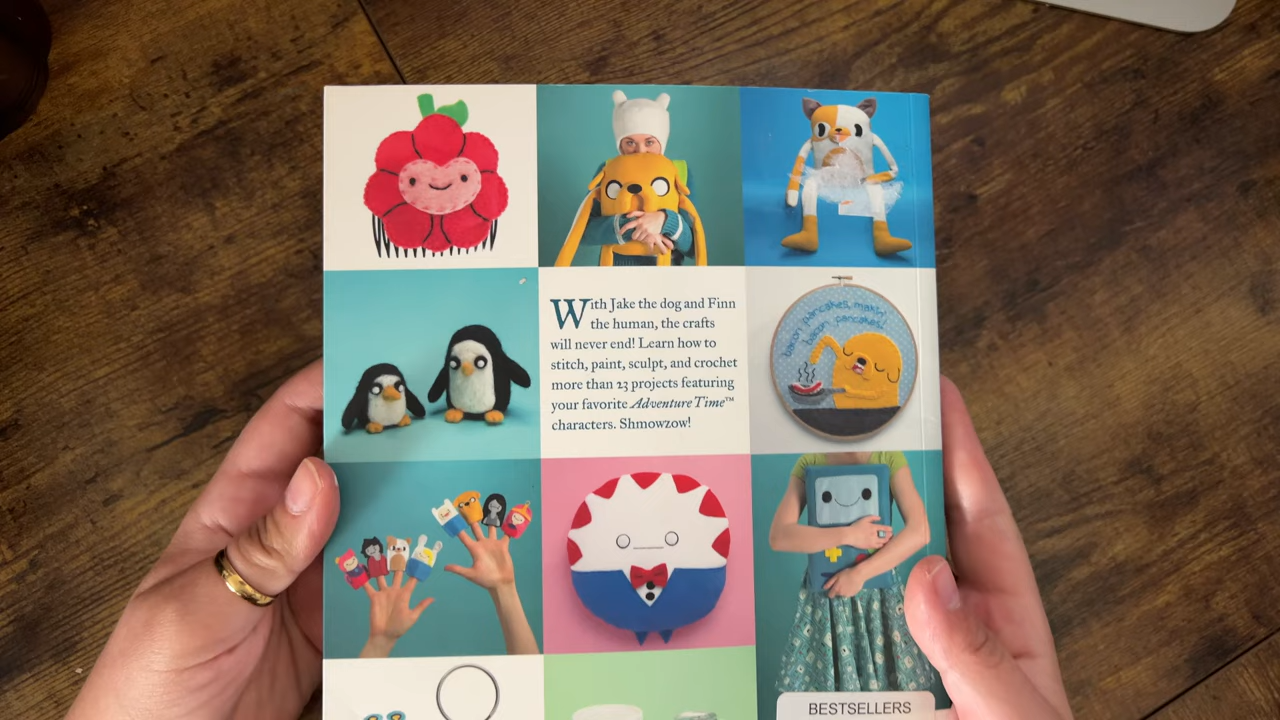 With Jake the dog and Finn
the human, the crafts
will never end! Learn how to
stitch, paint, sculpt, and crochet
more than 23 projects featuring
your favorite Adventure Time™
characters. Shmowzow!
bacon pancakes, makin'
bacon pancakes!
BESTSELLERS